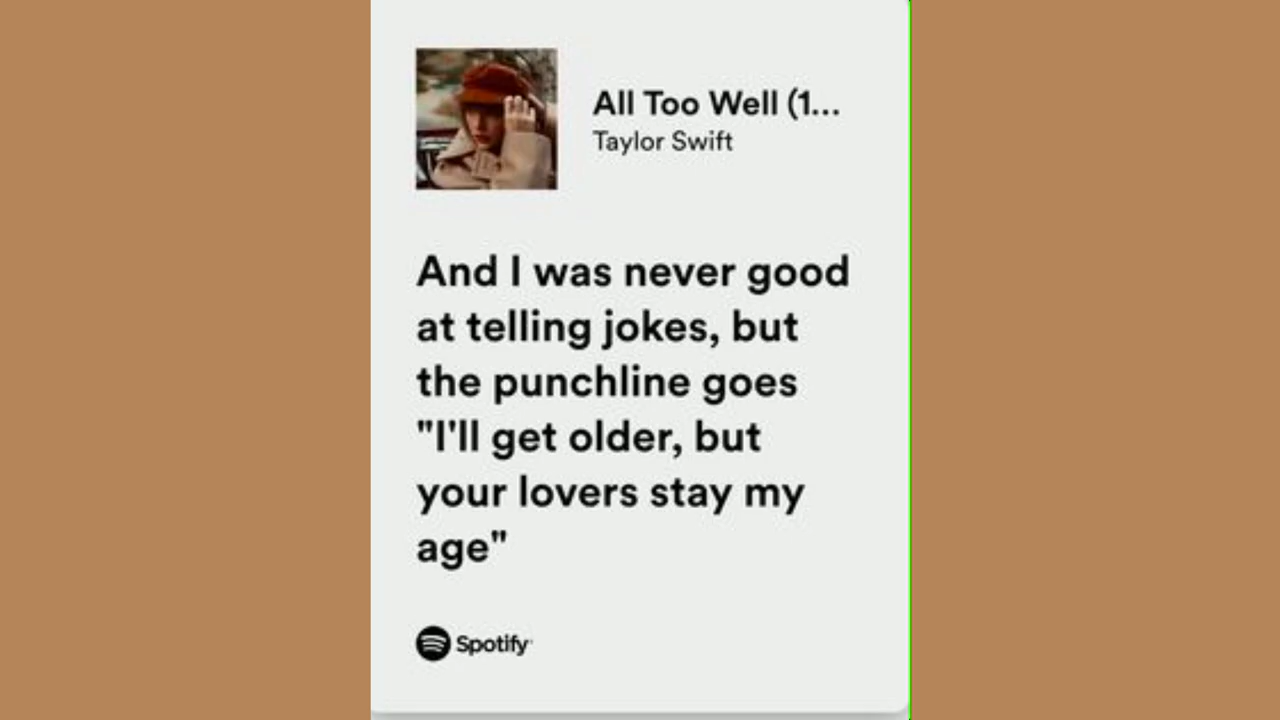 All Too Well (1...
Taylor Swift
And I was never good
at telling jokes, but
the punchline goes
"I'll get older, but
your lovers stay my
age"
Spotify